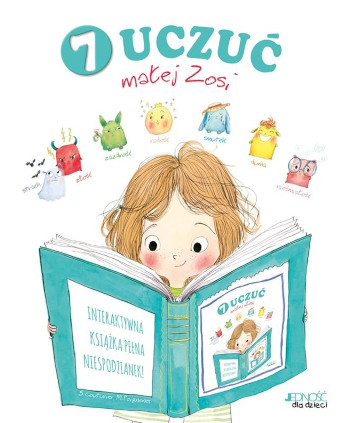 7 UCZUĆ
małej Zosi
strach
złość
zazdrość
radość
smutek
duma
nieśmiałość
INTERAKTYWNA
KSIĄŻKA PEŁNA
NIESPODZIANEK!
7 UCZUĆ
małej Zosi
JEDNOŚĆ
dla dzieci